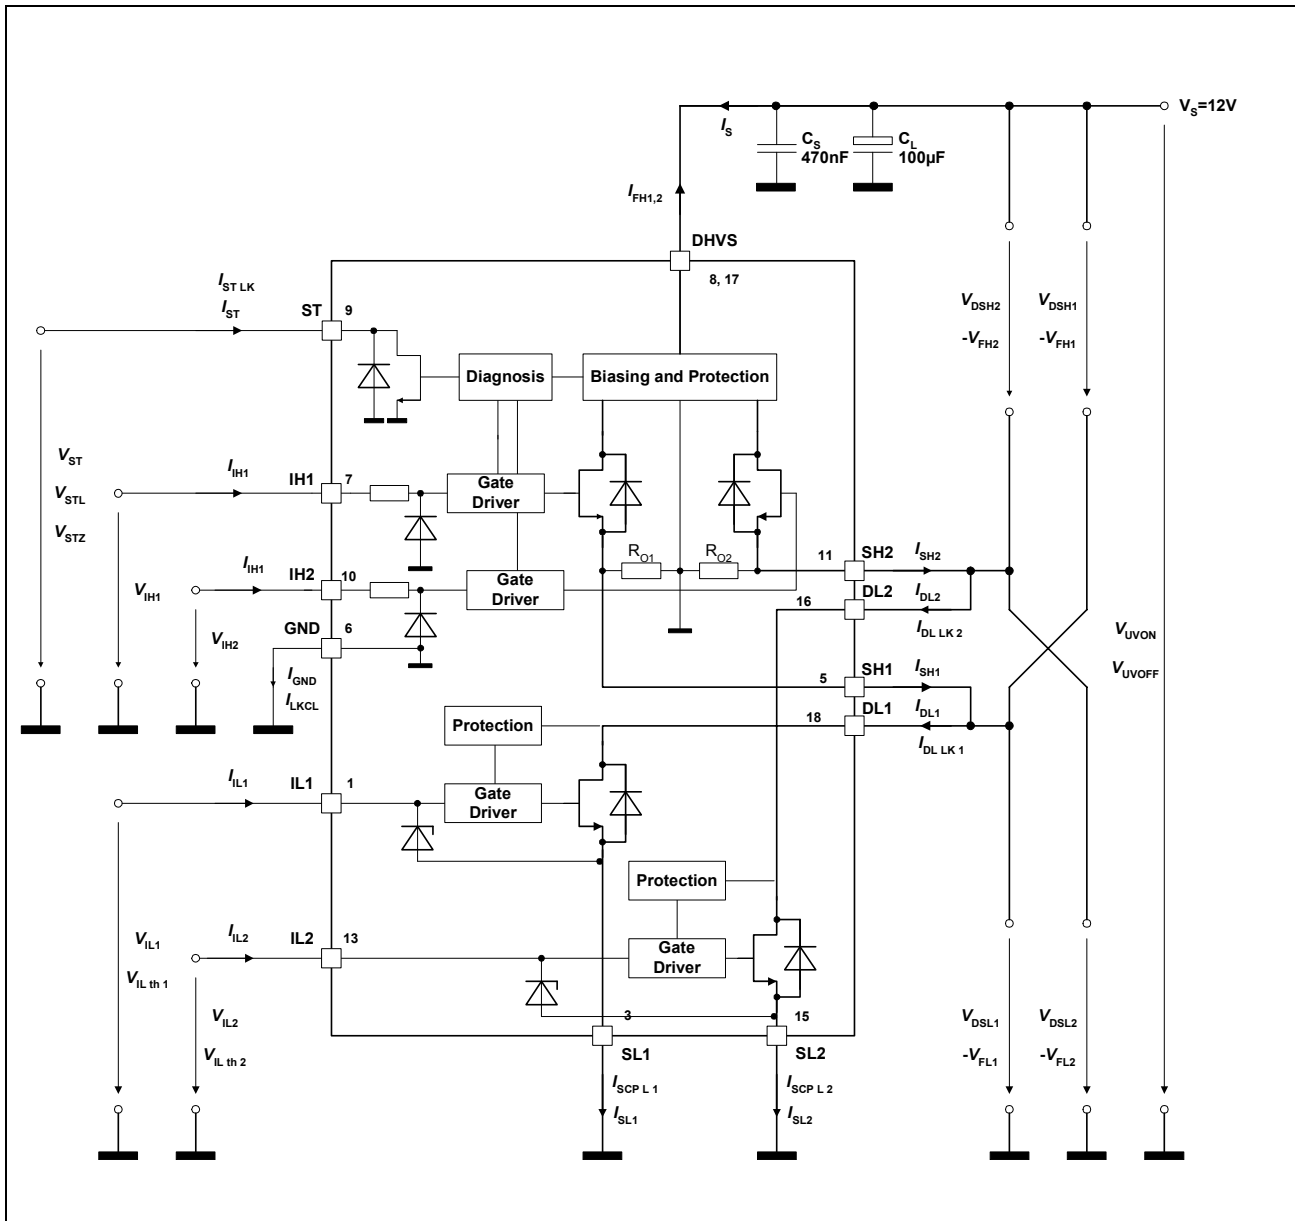 V_S=12V
I_S
C_S
470nF
C_L
100µF
I_FH1,2
DHVS
8, 17
I_ST LK
I_ST
ST
9
V_DSH2
-V_FH2
V_DSH1
-V_FH1
Diagnosis
Biasing and Protection
V_ST
V_STL
V_STZ
I_IH1
IH1
7
Gate
Driver
R_O1
R_O2
11
SH2
I_SH2
I_IH1
IH2
10
Gate
Driver
DL2
I_DL2
16
I_DL LK 2
V_IH1
V_IH2
GND
6
I_GND
I_LKCL
V_UVON
V_UVOFF
SH1
I_SH1
5
DL1
I_DL1
18
I_DL LK 1
Protection
I_IL1
IL1
1
Gate
Driver
Protection
V_IL1
V_IL th 1
I_IL2
IL2
13
Gate
Driver
V_IL2
V_IL th 2
3
15
SL1
SL2
V_DSL1
-V_FL1
V_DSL2
-V_FL2
I_SCP L 1
I_SL1
I_SCP L 2
I_SL2